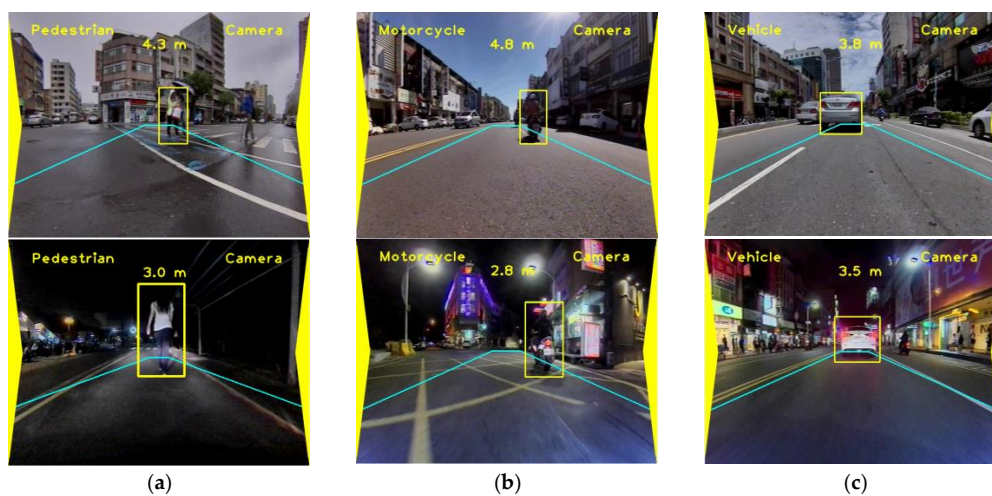 Pedestrian Camera
4.3 m
Motorcycle Camera
4.8 m
Vehicle Camera
3.8 m
Pedestrian Camera
3.0 m
Motorcycle Camera
2.8 m
Vehicle Camera
3.5 m
(a) (b) (c)